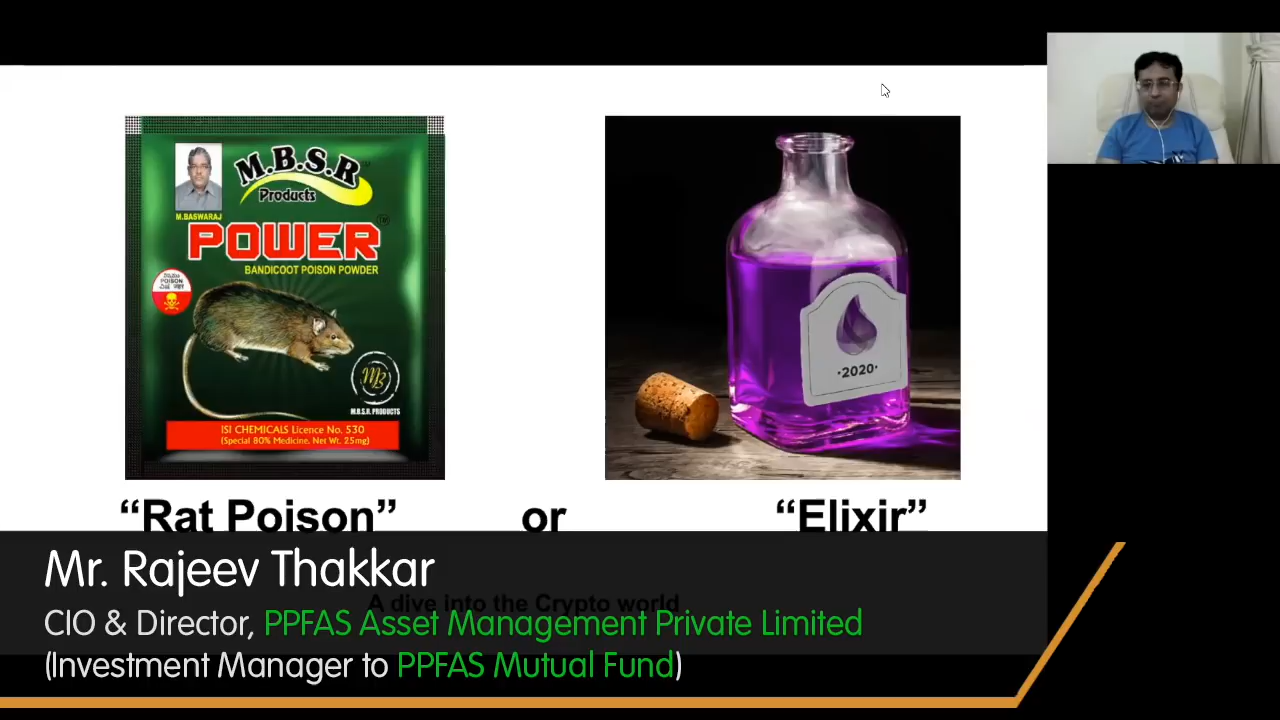 M.B.S.R
Products
M.BASWARAJ
POWER
TM
BANDICOOT POISON POWDER
POISON
MB
M.B.S.R. PRODUCTS
ISI CHEMICALS Licence No. 530
(Special 80% Medicine, Net Wt. 25mg)
·2020·
“Rat Poison” or “Elixir”
A dive into the Crypto world
Mr. Rajeev Thakkar
CIO & Director, PPFAS Asset Management Private Limited
(Investment Manager to PPFAS Mutual Fund)